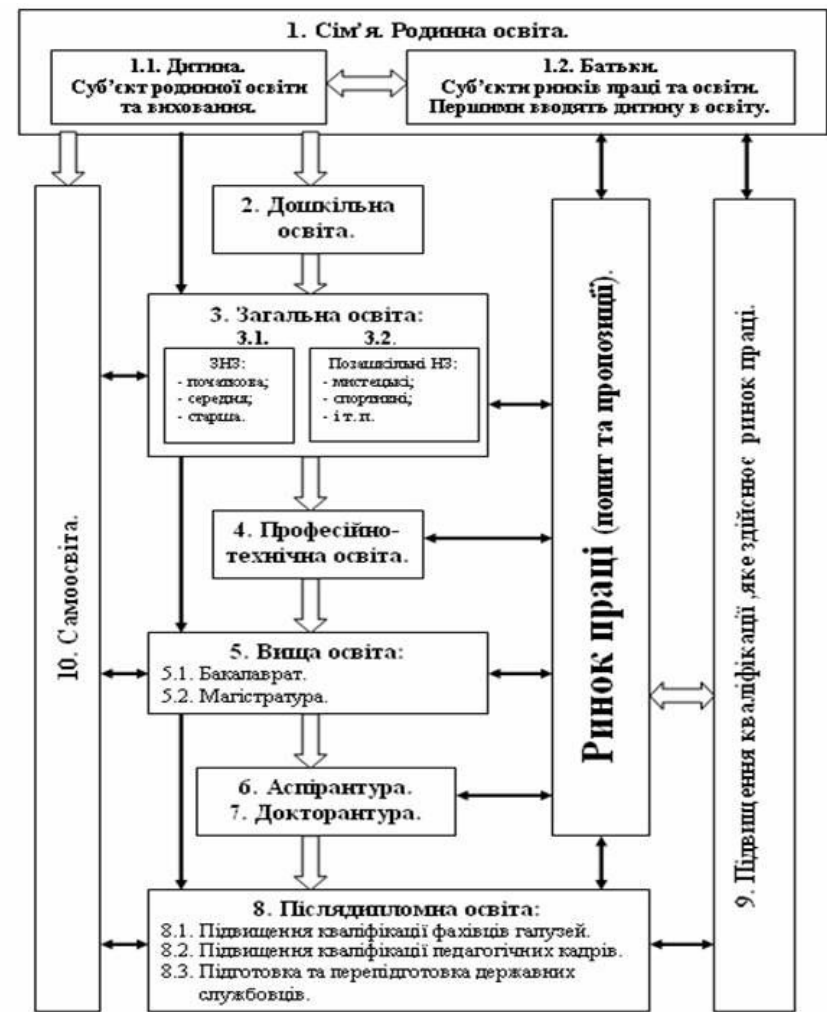 1. Сім’я. Родинна освіта.
1.1. Дитина.
Суб’єкт родинної освіти
та виховання.
1.2. Батьки.
Суб’єкти ринків праці та освіти.
Першими вводять дитину в освіту.
2. Дошкільна
освіта.
3. Загальна освіта:
3.1.
ЗНЗ:
- початкова;
- середня;
- старша.
3.2.
Позашкільні НЗ:
- мистецькі;
- спортивні;
- і т. п.
4. Професійно-
технічна освіта.
5. Вища освіта:
5.1. Бакалаврат.
5.2. Магістратура.
6. Аспірантура.
7. Докторантура.
8. Післядипломна освіта:
8.1. Підвищення кваліфікації фахівців галузей.
8.2. Підвищення кваліфікації педагогічних кадрів.
8.3. Підготовка та перепідготовка державних
службовців.
10. Самоосвіта.
Ринок праці (попит та пропозиції).
9. Підвищення кваліфікації ,яке здійснює ринок праці.